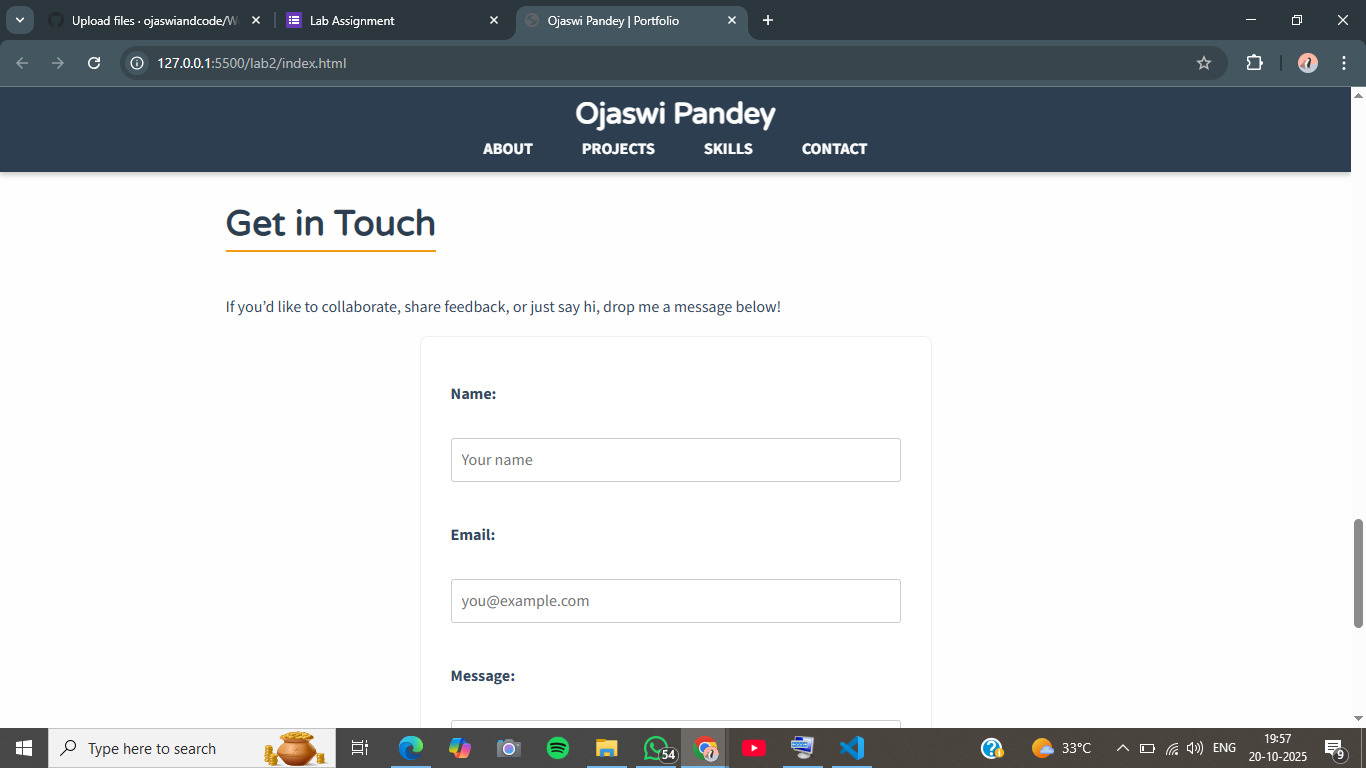 Upload files · ojaswiandcode/W
Lab Assignment
Ojaswi Pandey | Portfolio
127.0.0.1:5500/lab2/index.html
Ojaswi Pandey
ABOUT PROJECTS SKILLS CONTACT
Get in Touch
If you’d like to collaborate, share feedback, or just say hi, drop me a message below!
Name:
Your name
Email:
you@example.com
Message:
Type here to search
54
33°C
ENG
19:57
20-10-2025
9